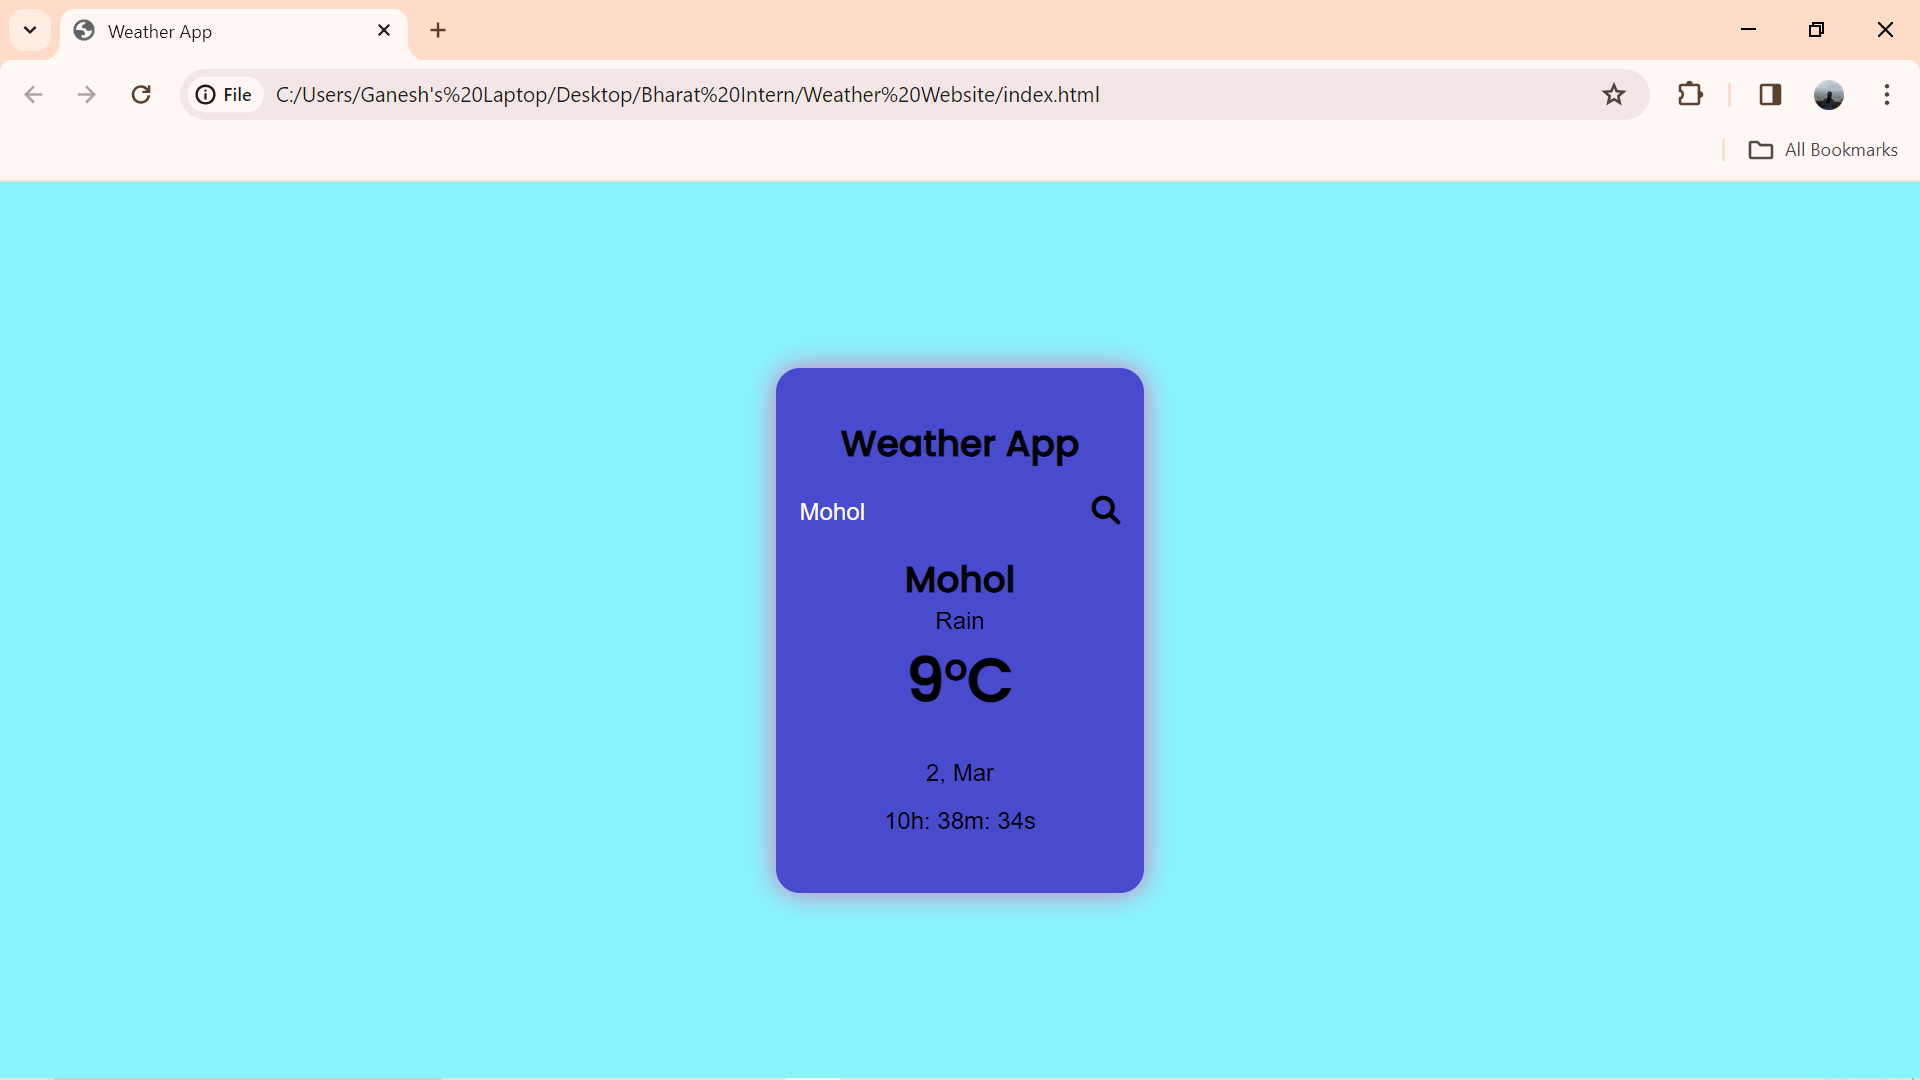 Weather App
File C:/Users/Ganesh's%20Laptop/Desktop/Bharat%20Intern/Weather%20Website/index.html
All Bookmarks
Weather App
Mohol
Mohol
Rain
9°C
2, Mar
10h: 38m: 34s